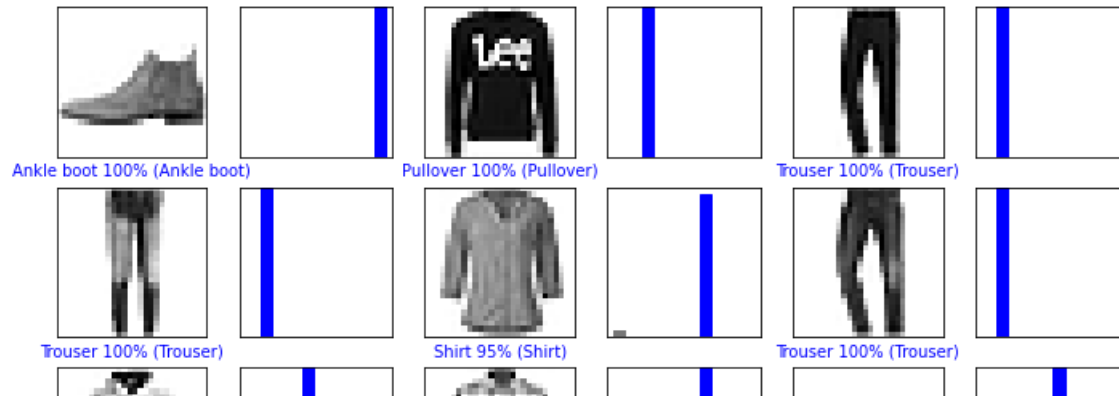 Lee
Ankle boot 100% (Ankle boot)
Pullover 100% (Pullover)
Trouser 100% (Trouser)
Trouser 100% (Trouser)
Shirt 95% (Shirt)
Trouser 100% (Trouser)